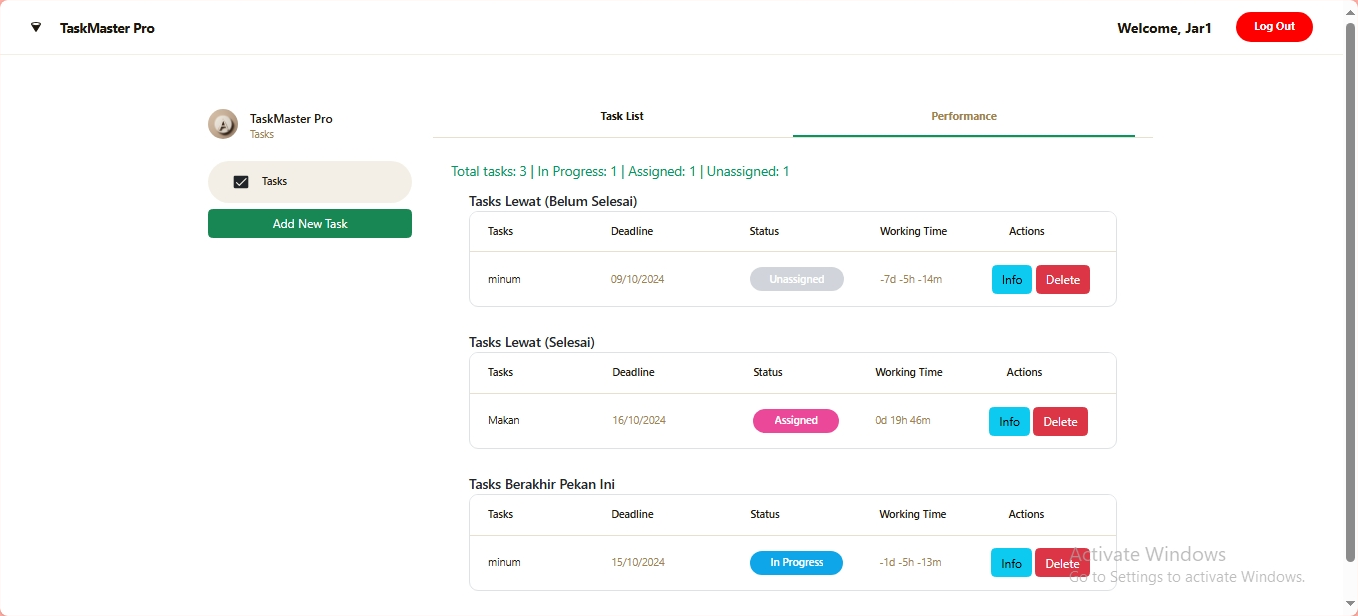 TaskMaster Pro
Welcome, Jar1
Log Out
TaskMaster Pro
Tasks
Tasks
Add New Task
Task List
Performance
Total tasks: 3 | In Progress: 1 | Assigned: 1 | Unassigned: 1
Tasks Lewat (Belum Selesai)
Tasks Deadline Status Working Time Actions
minum 09/10/2024 Unassigned -7d -5h -14m Info Delete
Tasks Lewat (Selesai)
Tasks Deadline Status Working Time Actions
Makan 16/10/2024 Assigned 0d 19h 46m Info Delete
Tasks Berakhir Pekan Ini
Tasks Deadline Status Working Time Actions
minum 15/10/2024 In Progress -1d -5h -13m Info Delete
Activate Windows
Go to Settings to activate Windows.